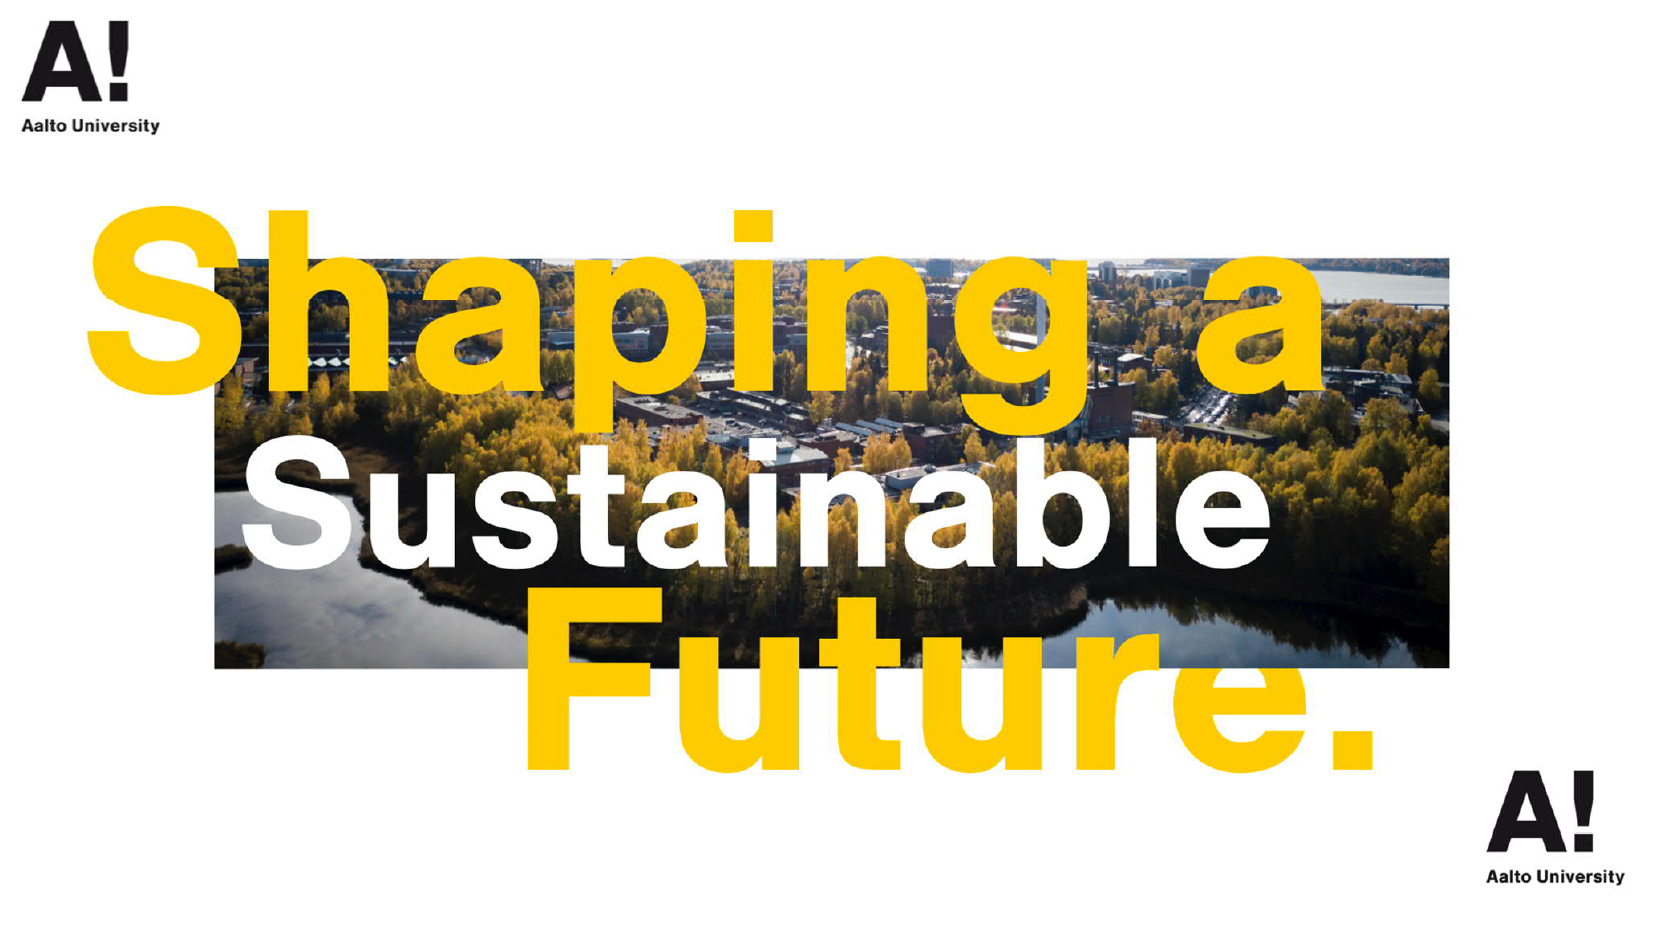 A!
Aalto University
Shaping a
Sustainable
Future.
A!
Aalto University